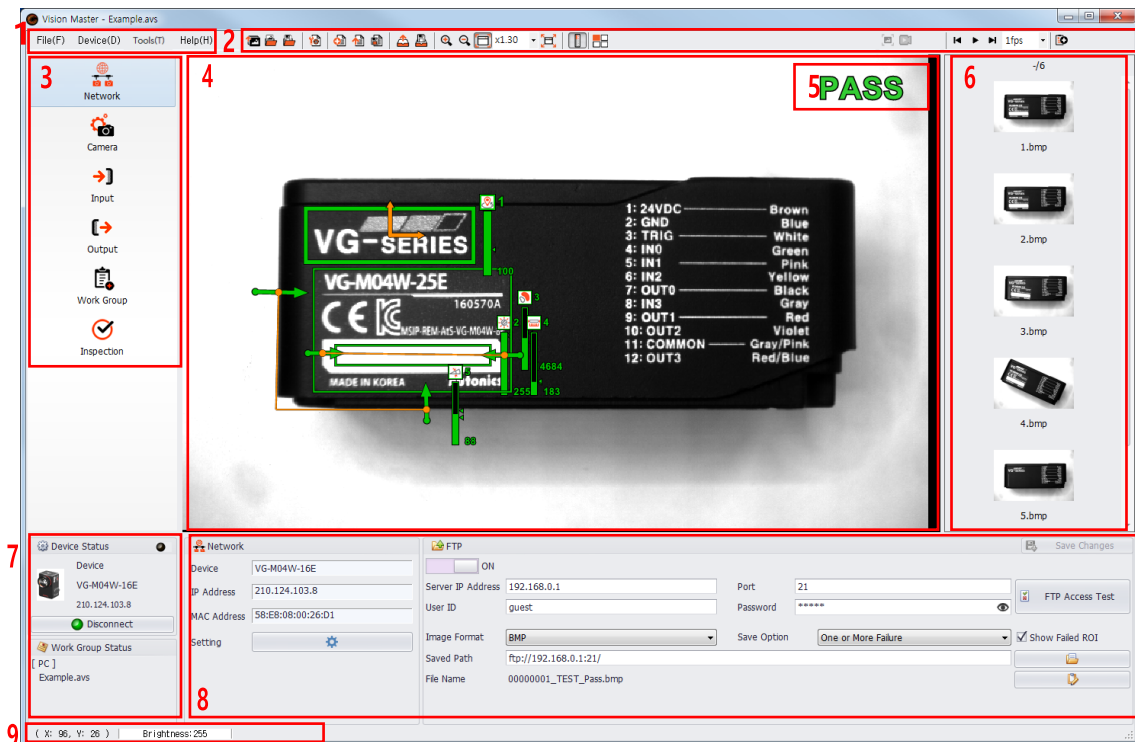 Vision Master - Example.avs
1
File(F) Device(D) Tools(T) Help(H)
2
x1.30
1fps
3
Network
Camera
Input
Output
Work Group
Inspection
4
5
PASS
VG-SERIES
1
100
VG-M04W-25E
160570A
MADE IN KOREA
Autonics
2
255
3
4684
4
183
88
1: 24VDC Brown
2: GND Blue
3: TRIG White
4: IN0 Green
5: IN1 Pink
6: IN2 Yellow
7: OUT0 Black
8: IN3 Gray
9: OUT1 Red
10: OUT2 Violet
11: COMMON Gray/Pink
12: OUT3 Red/Blue
6
-/6
1.bmp
2.bmp
3.bmp
4.bmp
5.bmp
7
Device Status
Device
VG-M04W-16E
210.124.103.8
Disconnect
Work Group Status
[ PC ]
Example.avs
8
Network
Device VG-M04W-16E
IP Address 210.124.103.8
MAC Address 58:E8:08:00:26:D1
Setting
FTP
Save Changes
ON
Server IP Address 192.168.0.1 Port 21
FTP Access Test
User ID guest Password *****
Image Format BMP Save Option One or More Failure Show Failed ROI
Saved Path ftp://192.168.0.1:21/
File Name 00000001_TEST_Pass.bmp
9
( X: 96, Y: 26 ) Brightness:255